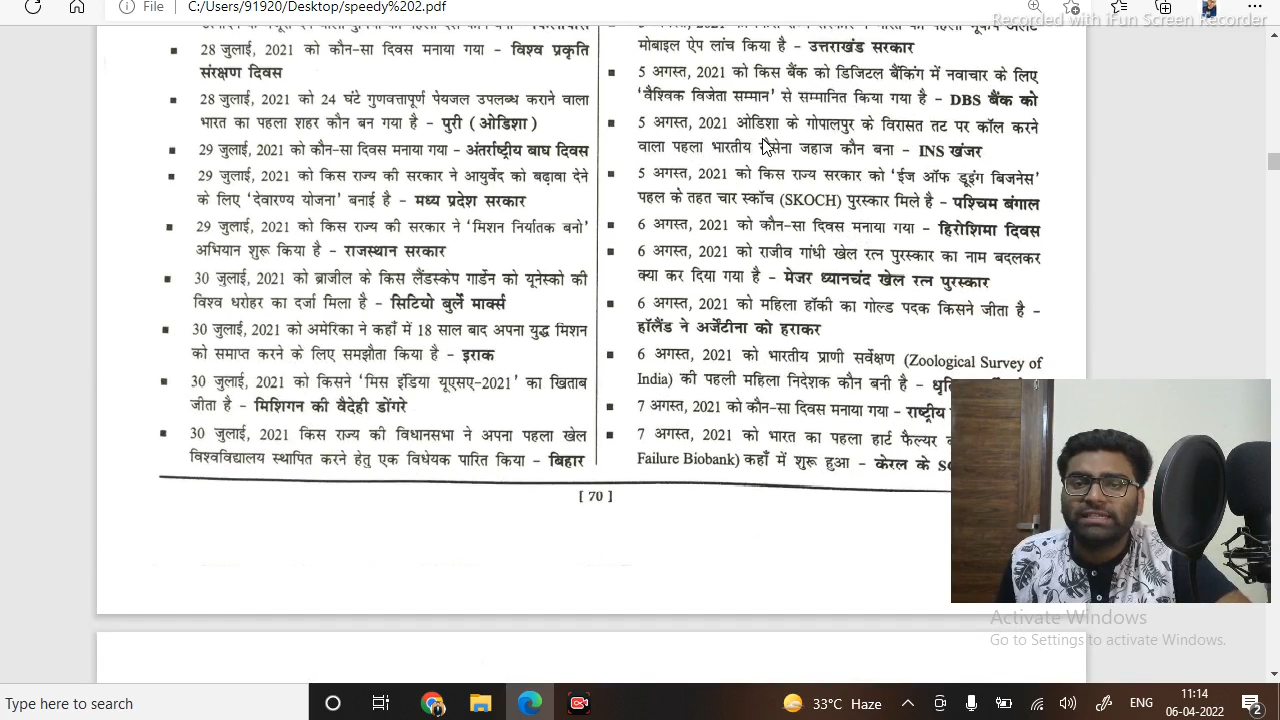 File
C:/Users/91920/Desktop/speedy%202.pdf
Recorded with iFun Screen Recorder
28 जुलाई, 2021 को कौन-सा दिवस मनाया गया - विश्व प्रकृति
संरक्षण दिवस
28 जुलाई, 2021 को 24 घंटे गुणवत्तापूर्ण पेयजल उपलब्ध कराने वाला
भारत का पहला शहर कौन बन गया है - पुरी (ओडिशा)
29 जुलाई, 2021 को कौन-सा दिवस मनाया गया - अंतर्राष्ट्रीय बाघ दिवस
29 जुलाई, 2021 को किस राज्य की सरकार ने आयुर्वेद को बढ़ावा देने
के लिए 'देवारण्य योजना' बनाई है - मध्य प्रदेश सरकार
29 जुलाई, 2021 को किस राज्य की सरकार ने 'मिशन निर्यातक बनो'
अभियान शुरू किया है - राजस्थान सरकार
30 जुलाई, 2021 को ब्राजील के किस लैंडस्केप गार्डन को यूनेस्को की
विश्व धरोहर का दर्जा मिला है - सिटियो बुर्ले मार्क्स
30 जुलाई, 2021 को अमेरिका ने कहाँ में 18 साल बाद अपना युद्ध मिशन
को समाप्त करने के लिए समझौता किया है - इराक
30 जुलाई, 2021 को किसने 'मिस इंडिया यूएसए-2021' का खिताब
जीता है - मिशिगन की वैदेही डोंगरे
30 जुलाई, 2021 किस राज्य की विधानसभा ने अपना पहला खेल
विश्वविद्यालय स्थापित करने हेतु एक विधेयक पारित किया - बिहार
मोबाइल ऐप लांच किया है - उत्तराखंड सरकार
5 अगस्त, 2021 को किस बैंक को डिजिटल बैंकिंग में नवाचार के लिए
'वैश्विक विजेता सम्मान' से सम्मानित किया गया है - DBS बैंक को
5 अगस्त, 2021 ओडिशा के गोपालपुर के विरासत तट पर कॉल करने
वाला पहला भारतीय जहाज कौन बना - INS खंजर
5 अगस्त, 2021 को किस राज्य सरकार को 'ईज ऑफ डूइंग बिजनेस'
पहल के तहत चार स्कॉच (SKOCH) पुरस्कार मिले है - पश्चिम बंगाल
6 अगस्त, 2021 को कौन-सा दिवस मनाया गया - हिरोशिमा दिवस
6 अगस्त, 2021 को राजीव गांधी खेल रत्न पुरस्कार का नाम बदलकर
क्या कर दिया गया है - मेजर ध्यानचंद खेल रत्न पुरस्कार
6 अगस्त, 2021 को महिला हॉकी का गोल्ड पदक किसने जीता है -
हॉलैंड ने अर्जेंटीना को हराकर
6 अगस्त, 2021 को भारतीय प्राणी सर्वेक्षण (Zoological Survey of
India) की पहली महिला निदेशक कौन बनी है -
7 अगस्त, 2021 को कौन-सा दिवस मनाया गया - राष्ट्रीय
7 अगस्त, 2021 को भारत का पहला हार्ट फैल्यर
Failure Biobank) कहाँ में शुरू हुआ - केरल के
[ 70 ]
Activate Windows
Go to Settings to activate Windows.
Type here to search
33°C Haze
ENG
11:14
06-04-2022
2